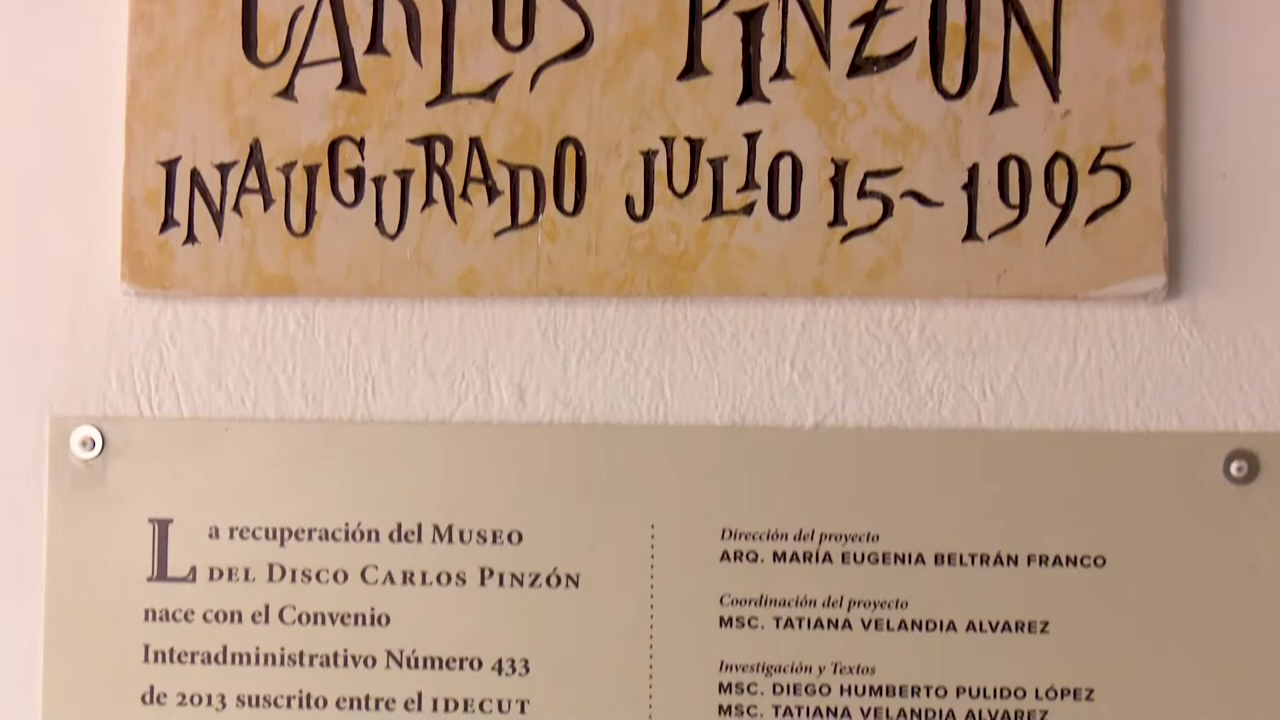 CARLOS PINZON
INAUGURADO JULIO 15~1995
La recuperación del MUSEO
DEL DISCO CARLOS PINZÓN
nace con el Convenio
Interadministrativo Número 433
de 2013 suscrito entre el IDECUT
Dirección del proyecto
ARQ. MARÍA EUGENIA BELTRÁN FRANCO
Coordinación del proyecto
MSC. TATIANA VELANDIA ALVAREZ
Investigación y Textos
MSC. DIEGO HUMBERTO PULIDO LÓPEZ
MSC. TATIANA VELANDIA ALVAREZ